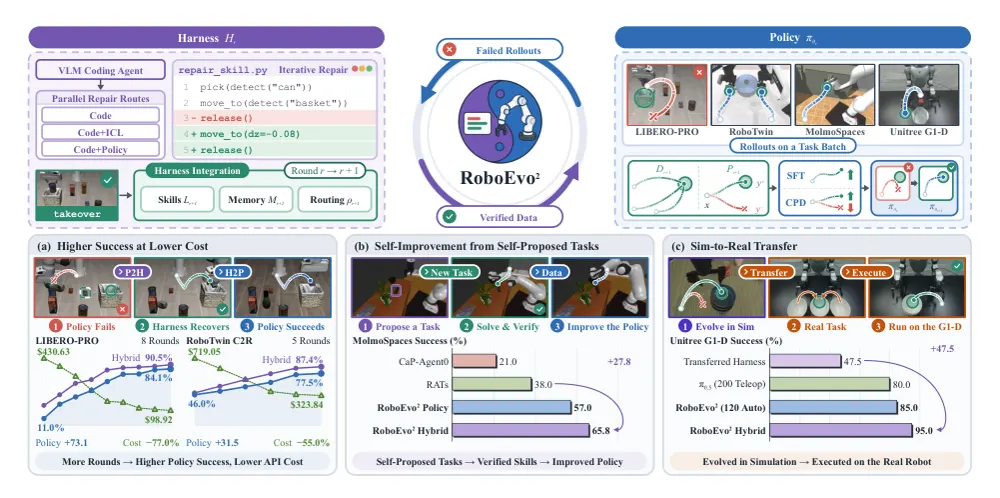 Harness Hᵣ
VLM Coding Agent
Parallel Repair Routes
Code
Code+ICL
Code+Policy
repair_skill.py Iterative Repair
1 pick(detect("can"))
2 move_to(detect("basket"))
3 - release()
4 + move_to(dz=-0.08)
5 + release()
takeover
Harness Integration
Round r → r + 1
Skills Lᵣ₊₁
Memory Mᵣ₊₁
Routing ρᵣ₊₁
Failed Rollouts
RoboEvo²
Verified Data
Policy π_θᵣ
LIBERO-PRO
RoboTwin
MolmoSpaces
Unitree G1-D
Rollouts on a Task Batch
Dᵣ₊₁
Pᵣ₊₁
x
y⁺
y⁻
SFT
CPD
π_θᵣ
π_θᵣ₊₁
(a) Higher Success at Lower Cost
P2H
H2P
1 Policy Fails
2 Harness Recovers
3 Policy Succeeds
LIBERO-PRO 8 Rounds
$430.63
Hybrid 90.5%
84.1%
11.0%
$98.92
Policy +73.1 Cost −77.0%
RoboTwin C2R 5 Rounds
$719.05
Hybrid 87.4%
77.5%
46.0%
$323.84
Policy +31.5 Cost −55.0%
More Rounds → Higher Policy Success, Lower API Cost
(b) Self-Improvement from Self-Proposed Tasks
New Task
Data
1 Propose a Task
2 Solve & Verify
3 Improve the Policy
MolmoSpaces Success (%)
CaP-Agent0 21.0
+27.8
RATs 38.0
RoboEvo² Policy 57.0
RoboEvo² Hybrid 65.8
Self-Proposed Tasks → Verified Skills → Improved Policy
(c) Sim-to-Real Transfer
Transfer
Execute
1 Evolve in Sim
2 Real Task
3 Run on the G1-D
Unitree G1-D Success (%)
+47.5
Transferred Harness 47.5
π₀.₅ (200 Teleop) 80.0
RoboEvo² (120 Auto) 85.0
RoboEvo² Hybrid 95.0
Evolved in Simulation → Executed on the Real Robot